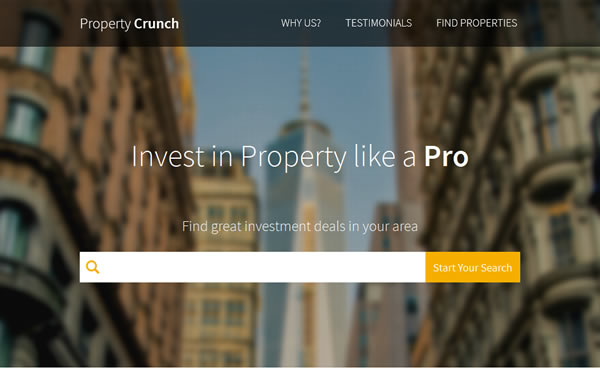 Property Crunch
WHY US?
TESTIMONIALS
FIND PROPERTIES
Invest in Property like a Pro
Find great investment deals in your area
Start Your Search